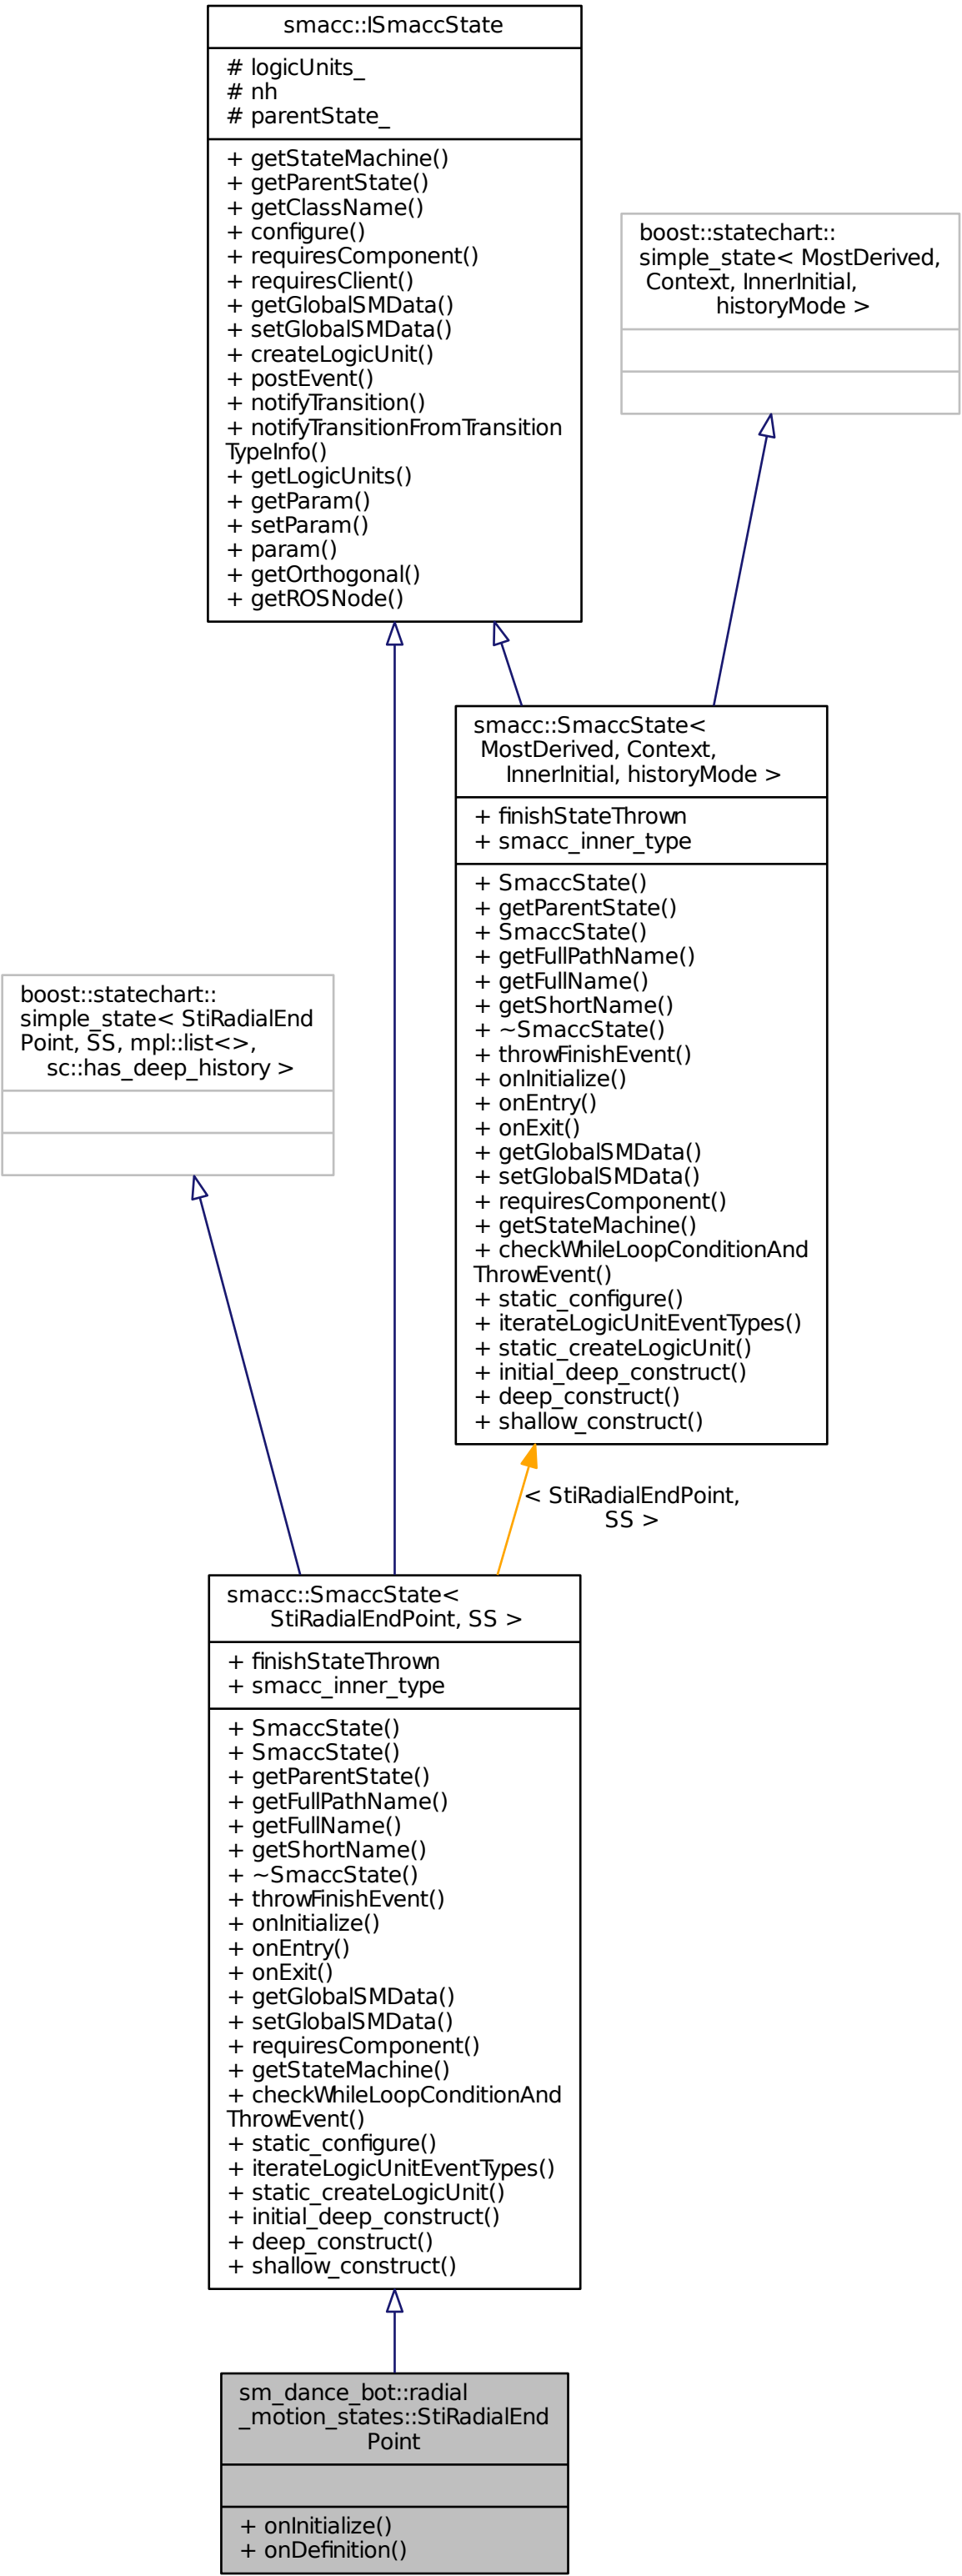 smacc::ISmaccState
# logicUnits_
# nh
# parentState_
+ getStateMachine()
+ getParentState()
+ getClassName()
+ configure()
+ requiresComponent()
+ requiresClient()
+ getGlobalSMData()
+ setGlobalSMData()
+ createLogicUnit()
+ postEvent()
+ notifyTransition()
+ notifyTransitionFromTransition
TypeInfo()
+ getLogicUnits()
+ getParam()
+ setParam()
+ param()
+ getOrthogonal()
+ getROSNode()
boost::statechart::
simple_state< MostDerived,
Context, InnerInitial,
historyMode >
smacc::SmaccState<
MostDerived, Context,
InnerInitial, historyMode >
+ finishStateThrown
+ smacc_inner_type
+ SmaccState()
+ getParentState()
+ SmaccState()
+ getFullPathName()
+ getFullName()
+ getShortName()
+ ~SmaccState()
+ throwFinishEvent()
+ onInitialize()
+ onEntry()
+ onExit()
+ getGlobalSMData()
+ setGlobalSMData()
+ requiresComponent()
+ getStateMachine()
+ checkWhileLoopConditionAnd
ThrowEvent()
+ static_configure()
+ iterateLogicUnitEventTypes()
+ static_createLogicUnit()
+ initial_deep_construct()
+ deep_construct()
+ shallow_construct()
boost::statechart::
simple_state< StiRadialEnd
Point, SS, mpl::list<>,
sc::has_deep_history >
< StiRadialEndPoint,
SS >
smacc::SmaccState<
StiRadialEndPoint, SS >
+ finishStateThrown
+ smacc_inner_type
+ SmaccState()
+ SmaccState()
+ getParentState()
+ getFullPathName()
+ getFullName()
+ getShortName()
+ ~SmaccState()
+ throwFinishEvent()
+ onInitialize()
+ onEntry()
+ onExit()
+ getGlobalSMData()
+ setGlobalSMData()
+ requiresComponent()
+ getStateMachine()
+ checkWhileLoopConditionAnd
ThrowEvent()
+ static_configure()
+ iterateLogicUnitEventTypes()
+ static_createLogicUnit()
+ initial_deep_construct()
+ deep_construct()
+ shallow_construct()
sm_dance_bot::radial
_motion_states::StiRadialEnd
Point
+ onInitialize()
+ onDefinition()